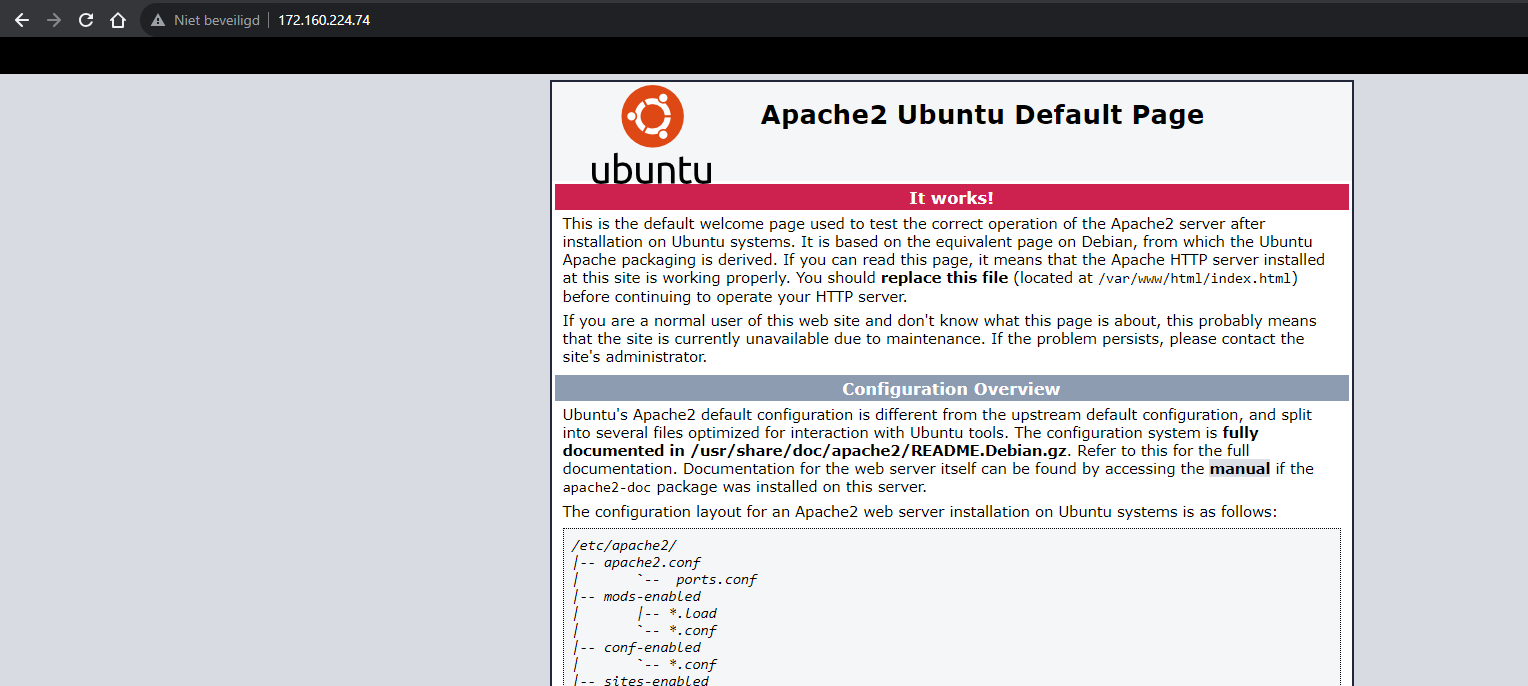 Niet beveiligd | 172.160.224.74
ubuntu
Apache2 Ubuntu Default Page
It works!
This is the default welcome page used to test the correct operation of the Apache2 server after
installation on Ubuntu systems. It is based on the equivalent page on Debian, from which the Ubuntu
Apache packaging is derived. If you can read this page, it means that the Apache HTTP server installed
at this site is working properly. You should replace this file (located at /var/www/html/index.html)
before continuing to operate your HTTP server.
If you are a normal user of this web site and don't know what this page is about, this probably means
that the site is currently unavailable due to maintenance. If the problem persists, please contact the
site's administrator.
Configuration Overview
Ubuntu's Apache2 default configuration is different from the upstream default configuration, and split
into several files optimized for interaction with Ubuntu tools. The configuration system is fully
documented in /usr/share/doc/apache2/README.Debian.gz. Refer to this for the full
documentation. Documentation for the web server itself can be found by accessing the manual if the
apache2-doc package was installed on this server.
The configuration layout for an Apache2 web server installation on Ubuntu systems is as follows:
/etc/apache2/
|-- apache2.conf
|       `--  ports.conf
|-- mods-enabled
|       |-- *.load
|       `-- *.conf
|-- conf-enabled
|       `-- *.conf
|-- sites-enabled